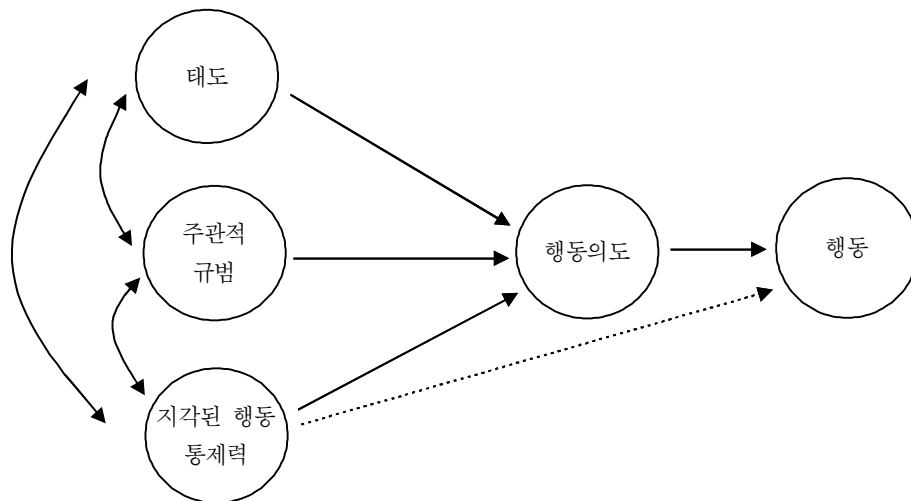 태도
주관적
규범
행동의도
행동
지각된 행동
통제력